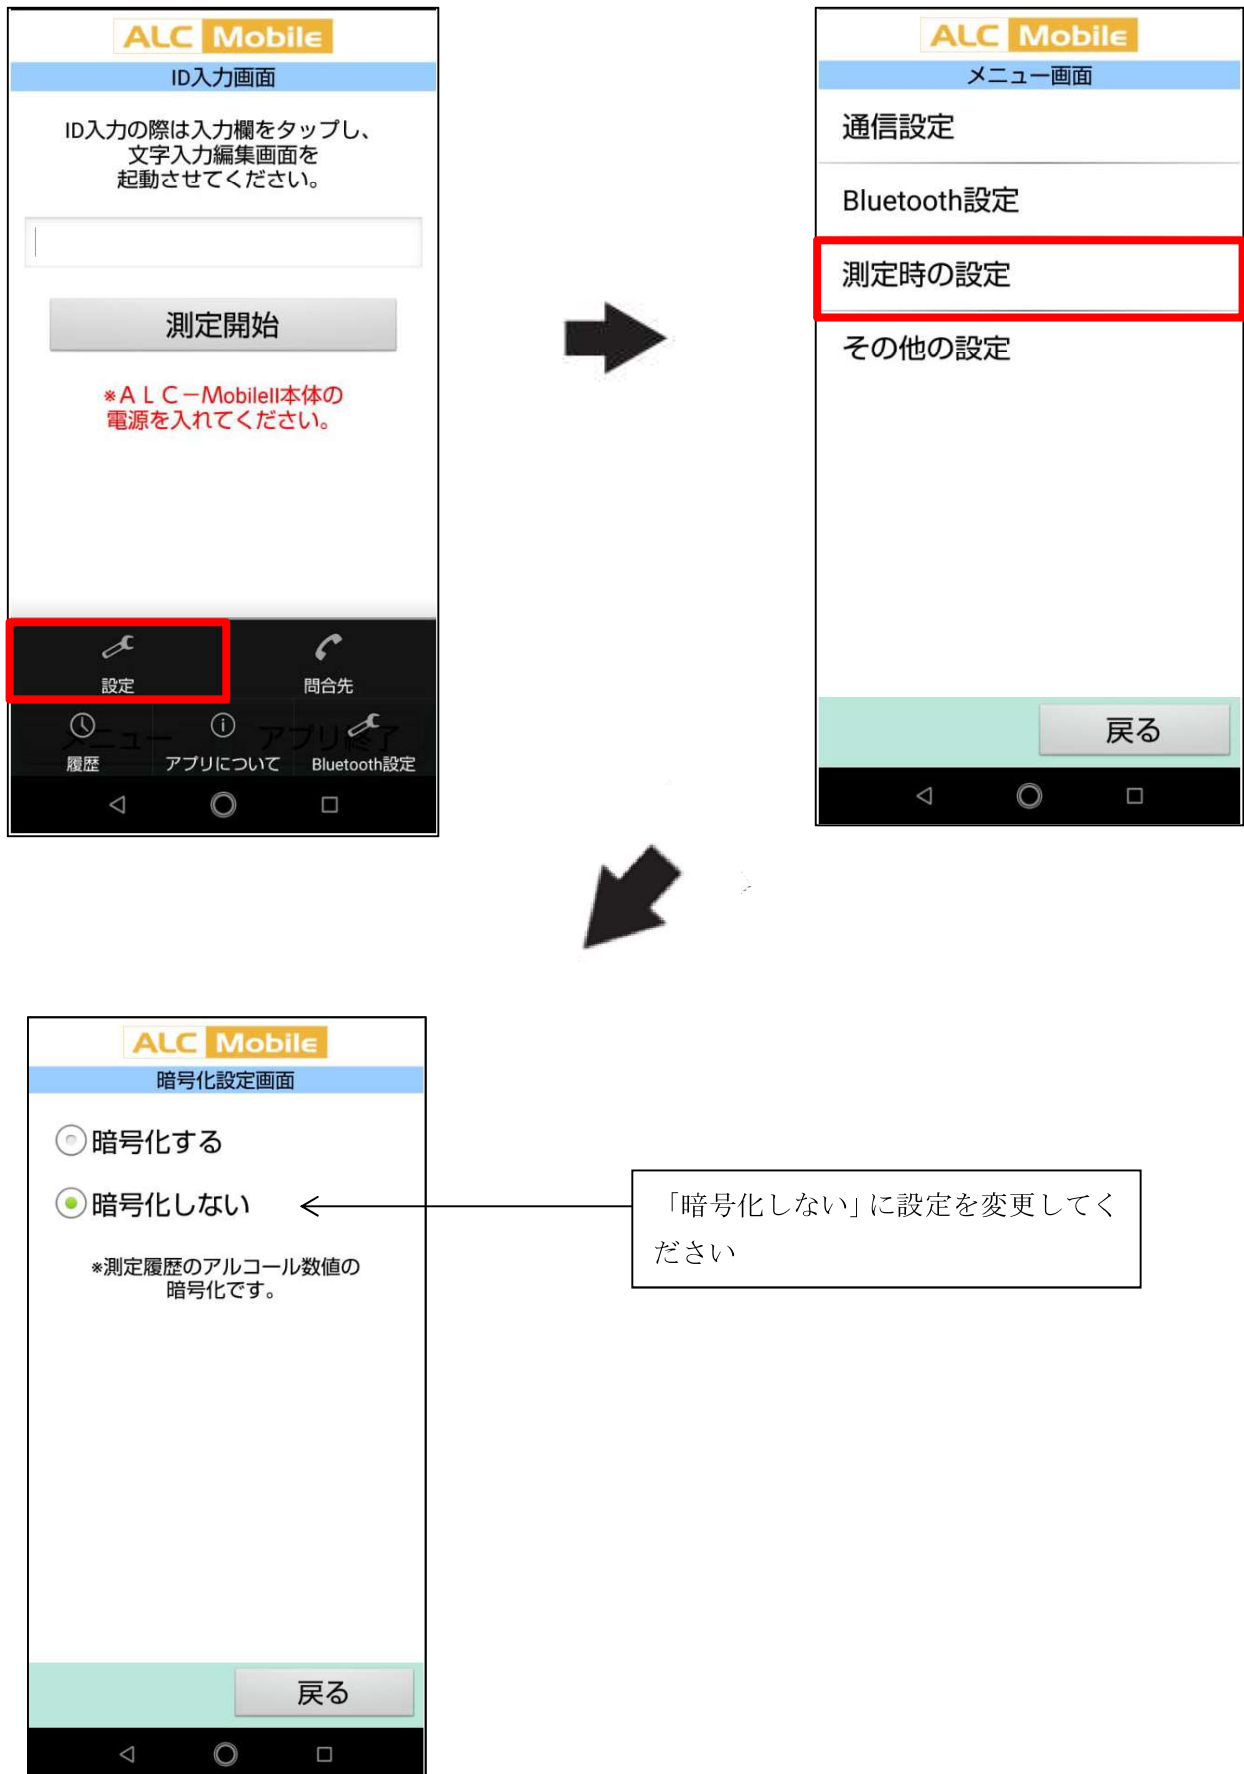 ALC Mobile
ID入力画面
ID入力の際は入力欄をタップし、
文字入力編集画面を
起動させてください。
測定開始
*ＡＬＣ－MobileII本体の
電源を入れてください。
設定
問合先
メニュー
アプリ終了
履歴
アプリについて
Bluetooth設定
ALC Mobile
メニュー画面
通信設定
Bluetooth設定
測定時の設定
その他の設定
戻る
ALC Mobile
暗号化設定画面
暗号化する
暗号化しない
*測定履歴のアルコール数値の
暗号化です。
戻る
「暗号化しない」に設定を変更してく
ださい